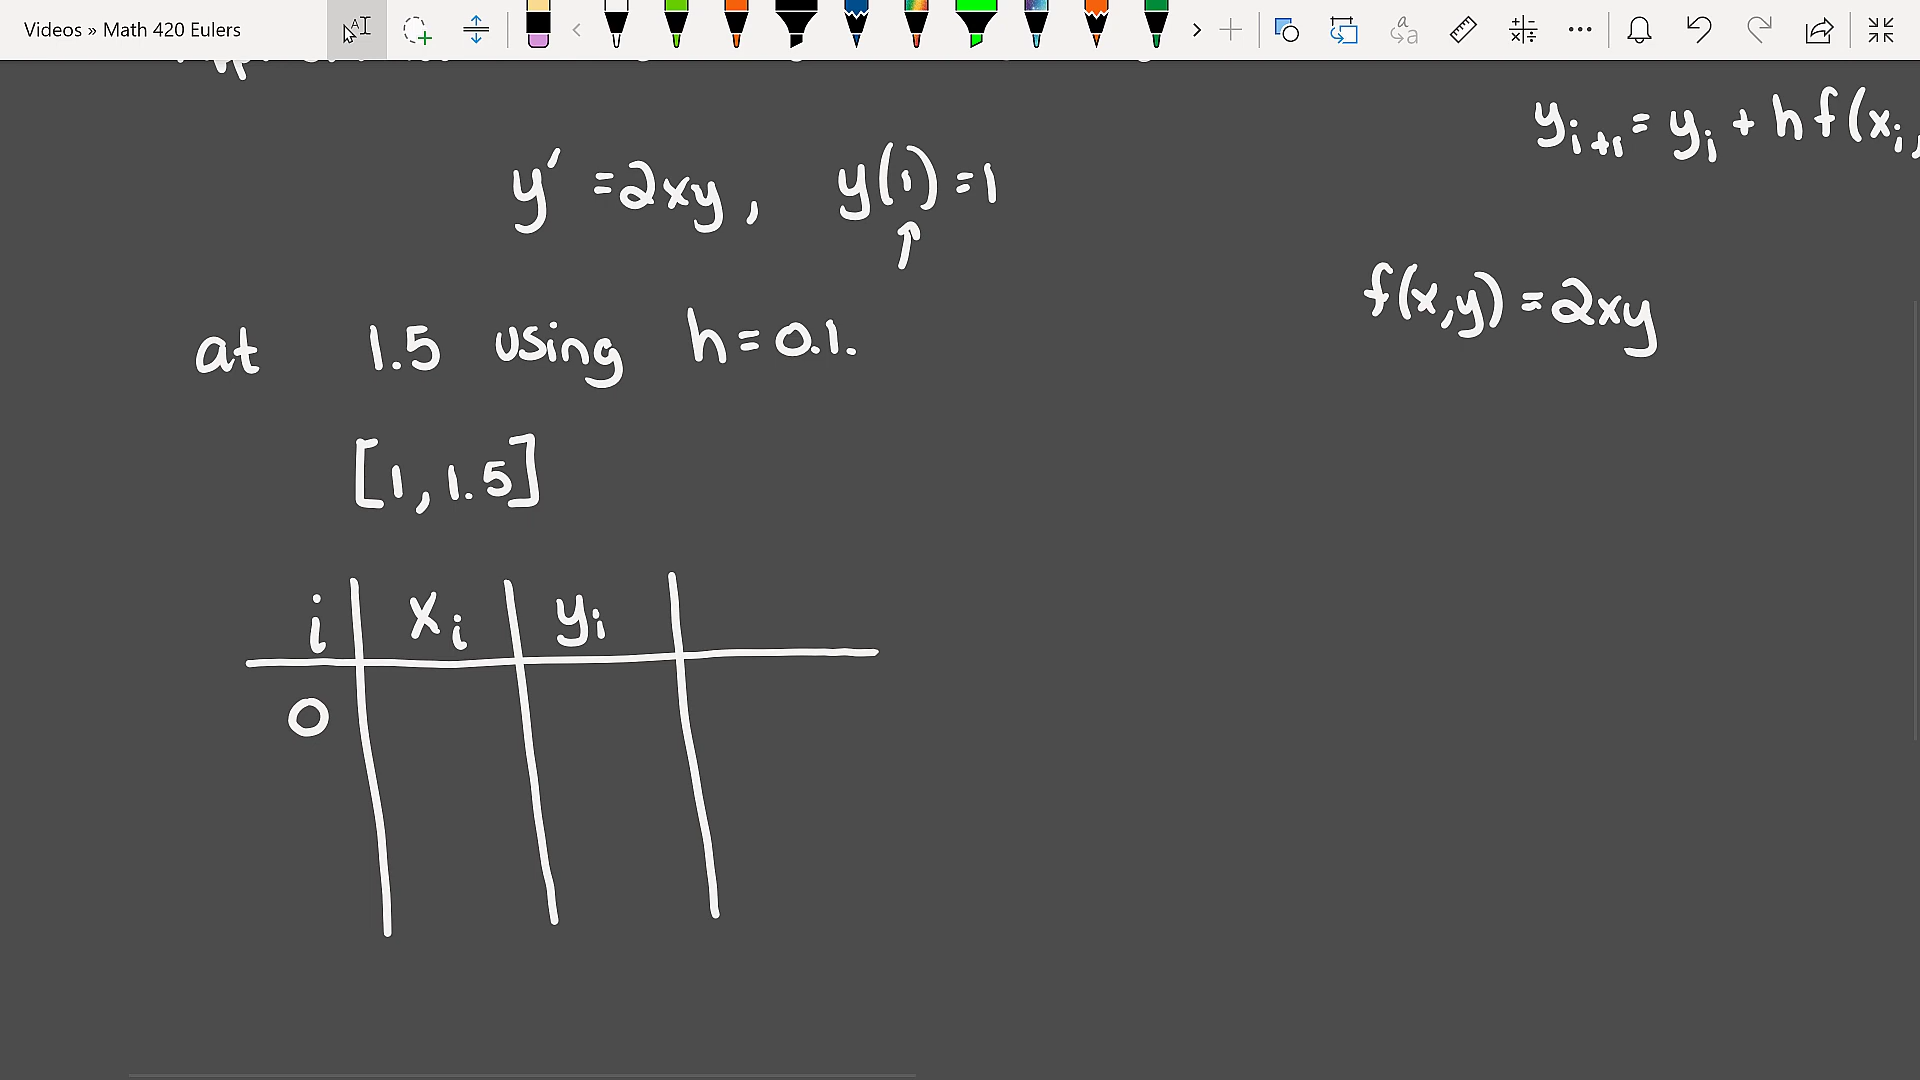 Videos » Math 420 Eulers
y_{i+1} = y_i + h f(x_i,
y' = 2xy, y(1) = 1
↑
f(x,y) = 2xy
at 1.5 using h = 0.1.
[1, 1.5]
i | x_i | y_i |
0